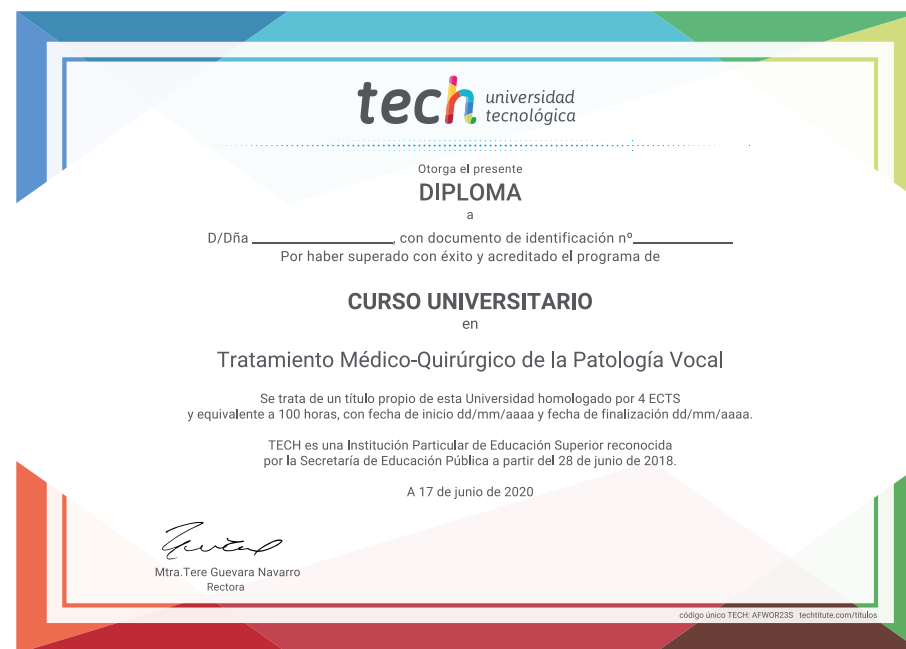 tech universidad
tecnológica
Otorga el presente
DIPLOMA
a
D/Dña ____________________, con documento de identificación nº______________
Por haber superado con éxito y acreditado el programa de
CURSO UNIVERSITARIO
en
Tratamiento Médico-Quirúrgico de la Patología Vocal
Se trata de un título propio de esta Universidad homologado por 4 ECTS
y equivalente a 100 horas, con fecha de inicio dd/mm/aaaa y fecha de finalización dd/mm/aaaa.
TECH es una Institución Particular de Educación Superior reconocida
por la Secretaría de Educación Pública a partir del 28 de junio de 2018.
A 17 de junio de 2020
Mtra.Tere Guevara Navarro
Rectora
código único TECH: AFWOR23S techtitute.com/titulos